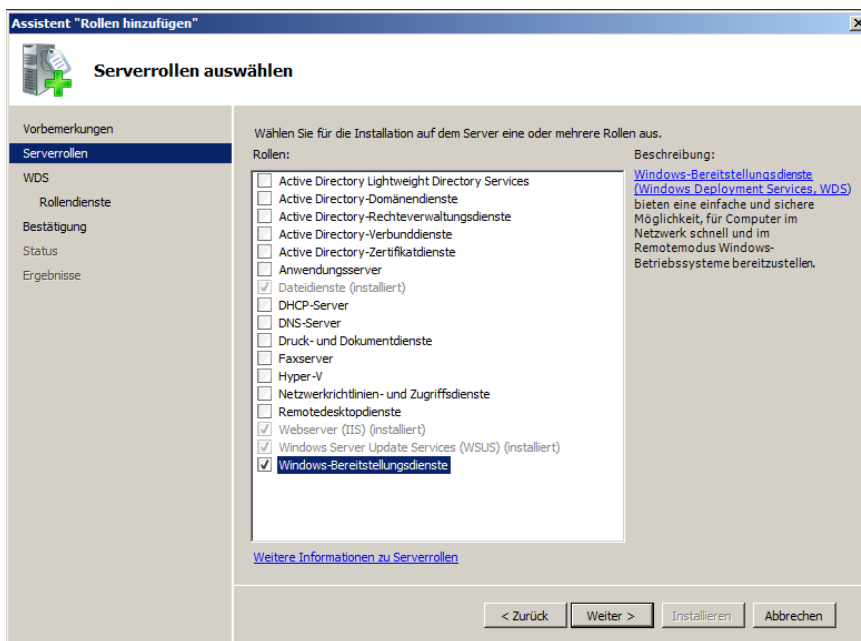 Assistent "Rollen hinzufügen"
Serverrollen auswählen
Vorbemerkungen
Serverrollen
WDS
Rollendienste
Bestätigung
Status
Ergebnisse
Wählen Sie für die Installation auf dem Server eine oder mehrere Rollen aus.
Rollen:
Active Directory Lightweight Directory Services
Active Directory-Domänendienste
Active Directory-Rechteverwaltungsdienste
Active Directory-Verbunddienste
Active Directory-Zertifikatdienste
Anwendungsserver
Dateidienste (installiert)
DHCP-Server
DNS-Server
Druck- und Dokumentdienste
Faxserver
Hyper-V
Netzwerkrichtlinien- und Zugriffsdienste
Remotedesktopdienste
Webserver (IIS) (installiert)
Windows Server Update Services (WSUS) (installiert)
Windows-Bereitstellungsdienste
Weitere Informationen zu Serverrollen
Beschreibung:
Windows-Bereitstellungsdienste
(Windows Deployment Services, WDS)
bieten eine einfache und sichere
Möglichkeit, für Computer im
Netzwerk schnell und im
Remotemodus Windows-
Betriebssysteme bereitzustellen.
< Zurück
Weiter >
Installieren
Abbrechen